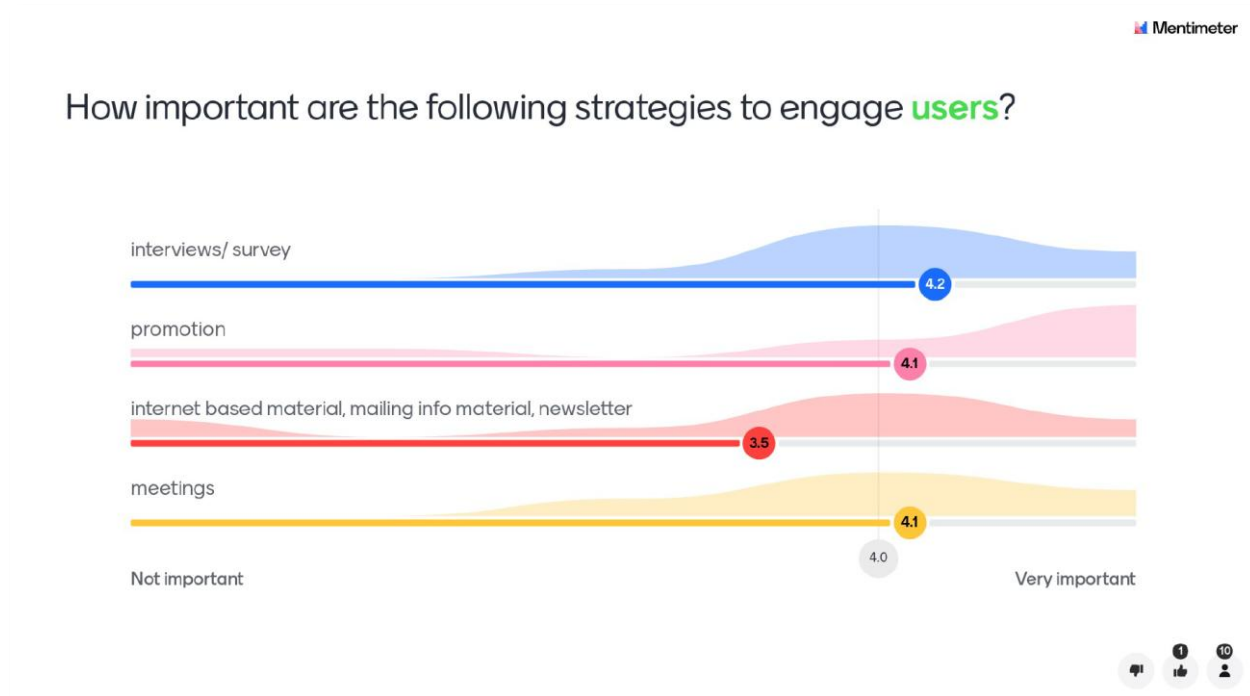 Mentimeter
How important are the following strategies to engage users?
interviews/ survey
4.2
promotion
4.1
internet based material, mailing info material, newsletter
3.5
meetings
4.1
4.0
Not important
Very important
1
10